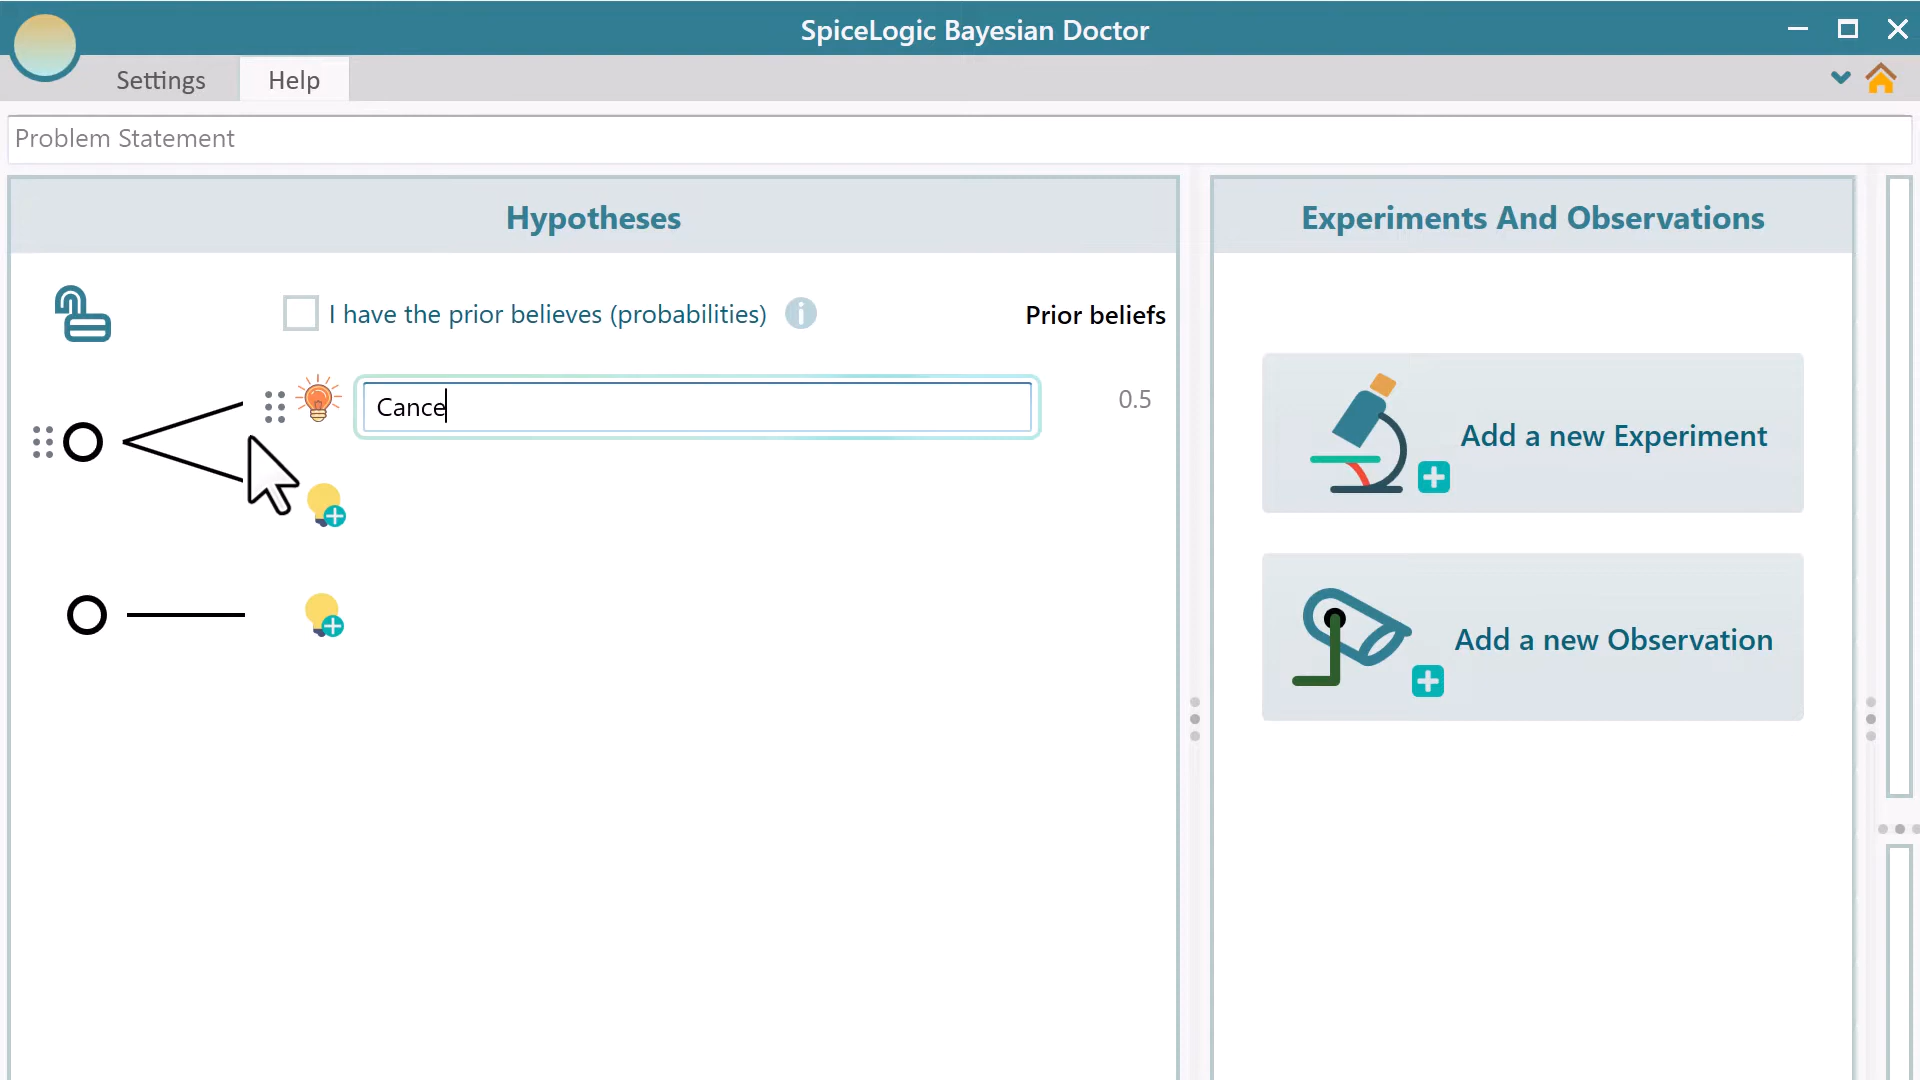 SpiceLogic Bayesian Doctor
Settings
Help
Problem Statement
Hypotheses
Experiments And Observations
I have the prior believes (probabilities)
Prior beliefs
Cance
0.5
Add a new Experiment
Add a new Observation